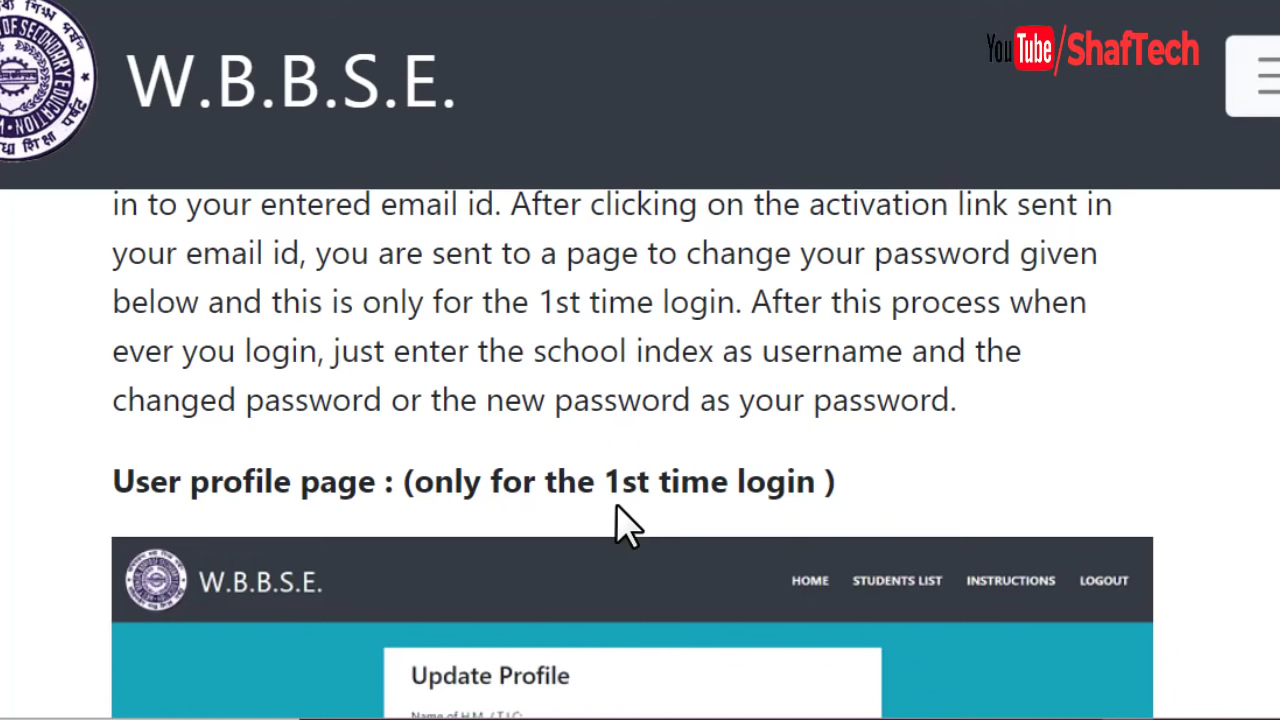 W.B.B.S.E.
YouTube/ShafTech
in to your entered email id. After clicking on the activation link sent in
your email id, you are sent to a page to change your password given
below and this is only for the 1st time login. After this process when
ever you login, just enter the school index as username and the
changed password or the new password as your password.
User profile page : (only for the 1st time login )
W.B.B.S.E.
HOME STUDENTS LIST INSTRUCTIONS LOGOUT
Update Profile
Name of H.M. / T.I.C: